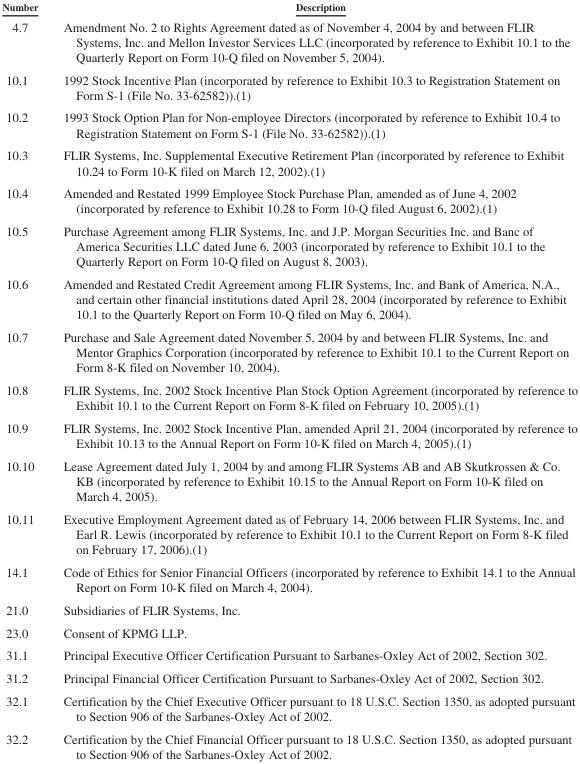 Number Description
4.7 Amendment No. 2 to Rights Agreement dated as of November 4, 2004 by and between FLIR
Systems, Inc. and Mellon Investor Services LLC (incorporated by reference to Exhibit 10.1 to the
Quarterly Report on Form 10-Q filed on November 5, 2004).
10.1 1992 Stock Incentive Plan (incorporated by reference to Exhibit 10.3 to Registration Statement on
Form S-1 (File No. 33-62582)).(1)
10.2 1993 Stock Option Plan for Non-employee Directors (incorporated by reference to Exhibit 10.4 to
Registration Statement on Form S-1 (File No. 33-62582)).(1)
10.3 FLIR Systems, Inc. Supplemental Executive Retirement Plan (incorporated by reference to Exhibit
10.24 to Form 10-K filed on March 12, 2002).(1)
10.4 Amended and Restated 1999 Employee Stock Purchase Plan, amended as of June 4, 2002
(incorporated by reference to Exhibit 10.28 to Form 10-Q filed August 6, 2002).(1)
10.5 Purchase Agreement among FLIR Systems, Inc. and J.P. Morgan Securities Inc. and Banc of
America Securities LLC dated June 6, 2003 (incorporated by reference to Exhibit 10.1 to the
Quarterly Report on Form 10-Q filed on August 8, 2003).
10.6 Amended and Restated Credit Agreement among FLIR Systems, Inc. and Bank of America, N.A.,
and certain other financial institutions dated April 28, 2004 (incorporated by reference to Exhibit
10.1 to the Quarterly Report on Form 10-Q filed on May 6, 2004).
10.7 Purchase and Sale Agreement dated November 5, 2004 by and between FLIR Systems, Inc. and
Mentor Graphics Corporation (incorporated by reference to Exhibit 10.1 to the Current Report on
Form 8-K filed on November 10, 2004).
10.8 FLIR Systems, Inc. 2002 Stock Incentive Plan Stock Option Agreement (incorporated by reference to
Exhibit 10.1 to the Current Report on Form 8-K filed on February 10, 2005).(1)
10.9 FLIR Systems, Inc. 2002 Stock Incentive Plan, amended April 21, 2004 (incorporated by reference to
Exhibit 10.13 to the Annual Report on Form 10-K filed on March 4, 2005).(1)
10.10 Lease Agreement dated July 1, 2004 by and among FLIR Systems AB and AB Skutkrossen & Co.
KB (incorporated by reference to Exhibit 10.15 to the Annual Report on Form 10-K filed on
March 4, 2005).
10.11 Executive Employment Agreement dated as of February 14, 2006 between FLIR Systems, Inc. and
Earl R. Lewis (incorporated by reference to Exhibit 10.1 to the Current Report on Form 8-K filed
on February 17, 2006).(1)
14.1 Code of Ethics for Senior Financial Officers (incorporated by reference to Exhibit 14.1 to the Annual
Report on Form 10-K filed on March 4, 2004).
21.0 Subsidiaries of FLIR Systems, Inc.
23.0 Consent of KPMG LLP.
31.1 Principal Executive Officer Certification Pursuant to Sarbanes-Oxley Act of 2002, Section 302.
31.2 Principal Financial Officer Certification Pursuant to Sarbanes-Oxley Act of 2002, Section 302.
32.1 Certification by the Chief Executive Officer pursuant to 18 U.S.C. Section 1350, as adopted pursuant
to Section 906 of the Sarbanes-Oxley Act of 2002.
32.2 Certification by the Chief Financial Officer pursuant to 18 U.S.C. Section 1350, as adopted pursuant
to Section 906 of the Sarbanes-Oxley Act of 2002.